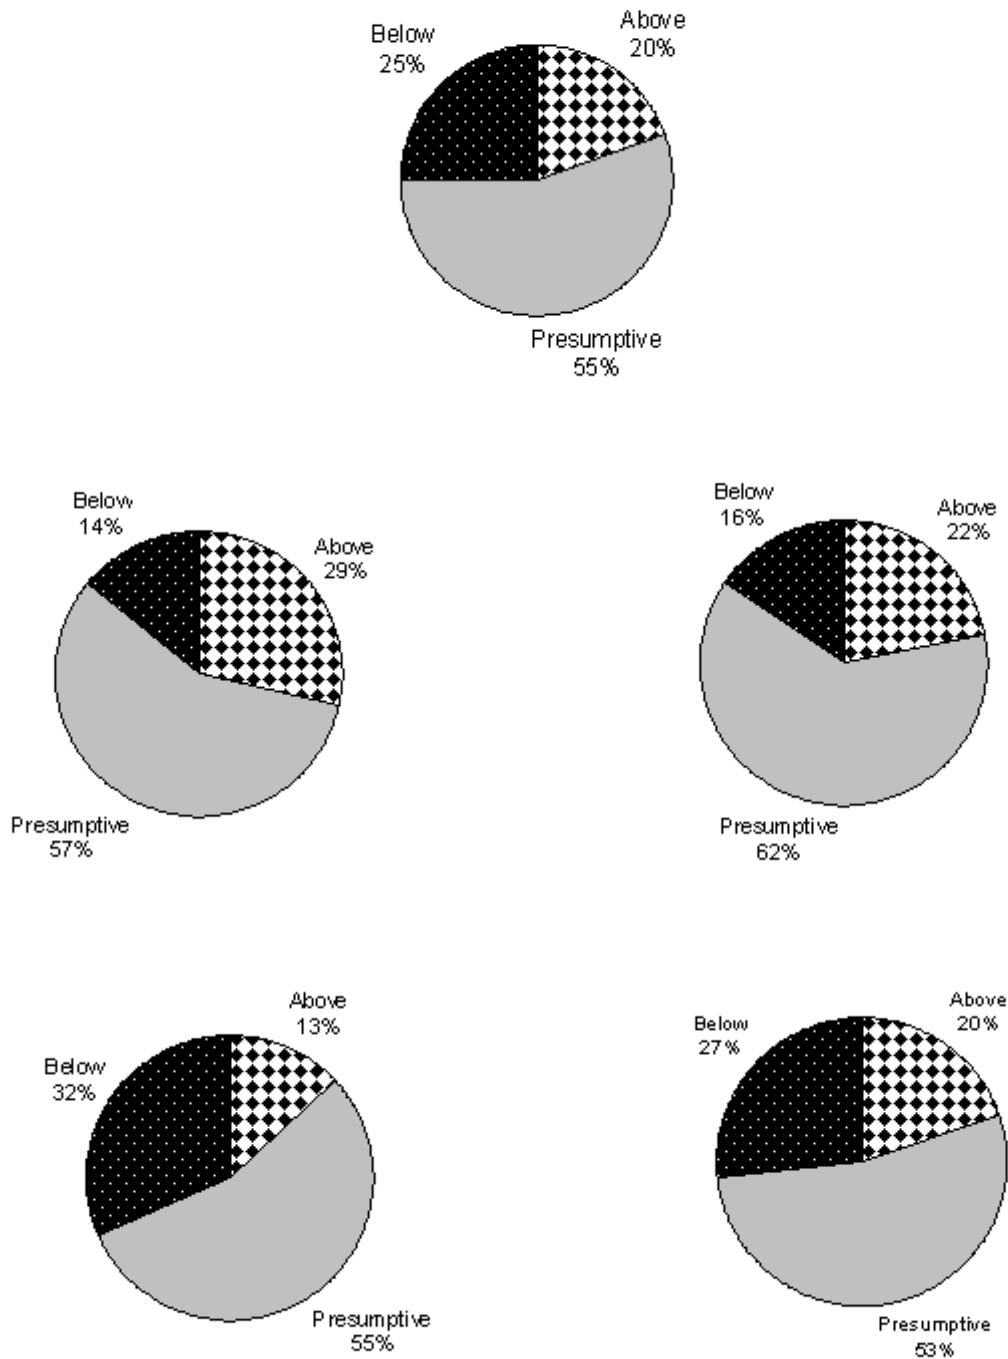 Below
25%
Above
20%
Presumptive
55%
Below
14%
Above
29%
Presumptive
57%
Below
16%
Above
22%
Presumptive
62%
Above
13%
Below
32%
Presumptive
55%
Above
20%
Below
27%
Presumptive
53%